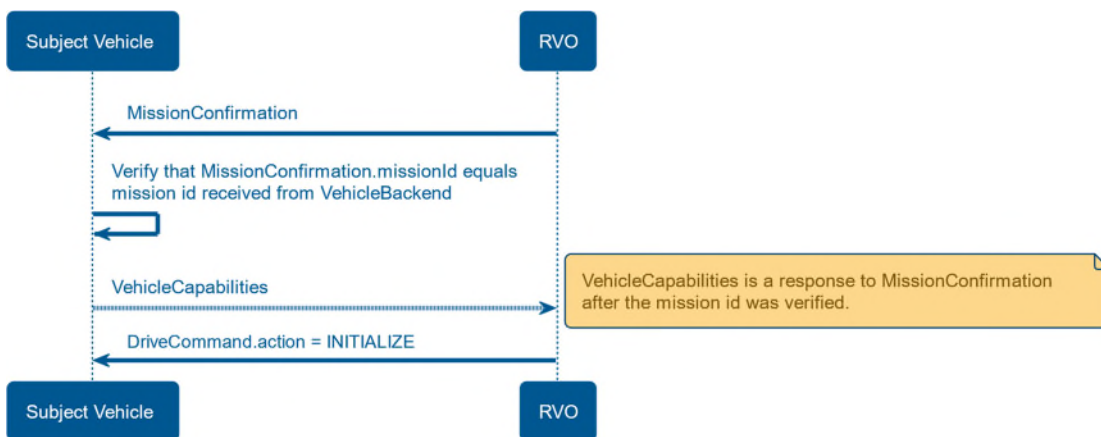 Subject Vehicle
RVO
MissionConfirmation
Verify that MissionConfirmation.missionId equals
mission id received from VehicleBackend
VehicleCapabilities
VehicleCapabilities is a response to MissionConfirmation
after the mission id was verified.
DriveCommand.action = INITIALIZE
Subject Vehicle
RVO